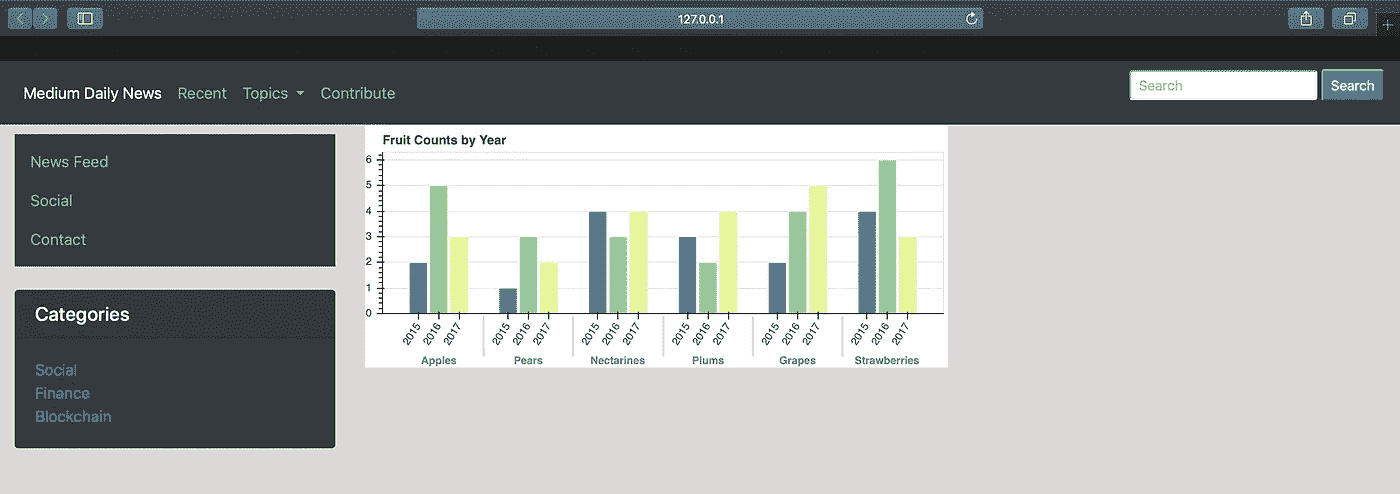 127.0.0.1
Medium Daily News Recent Topics Contribute Search Search
News Feed
Social
Contact
Categories
Social
Finance
Blockchain
Fruit Counts by Year
6
5
4
3
2
1
0
2015 2016 2017 2015 2016 2017 2015 2016 2017 2015 2016 2017 2015 2016 2017 2015 2016 2017
Apples Pears Nectarines Plums Grapes Strawberries